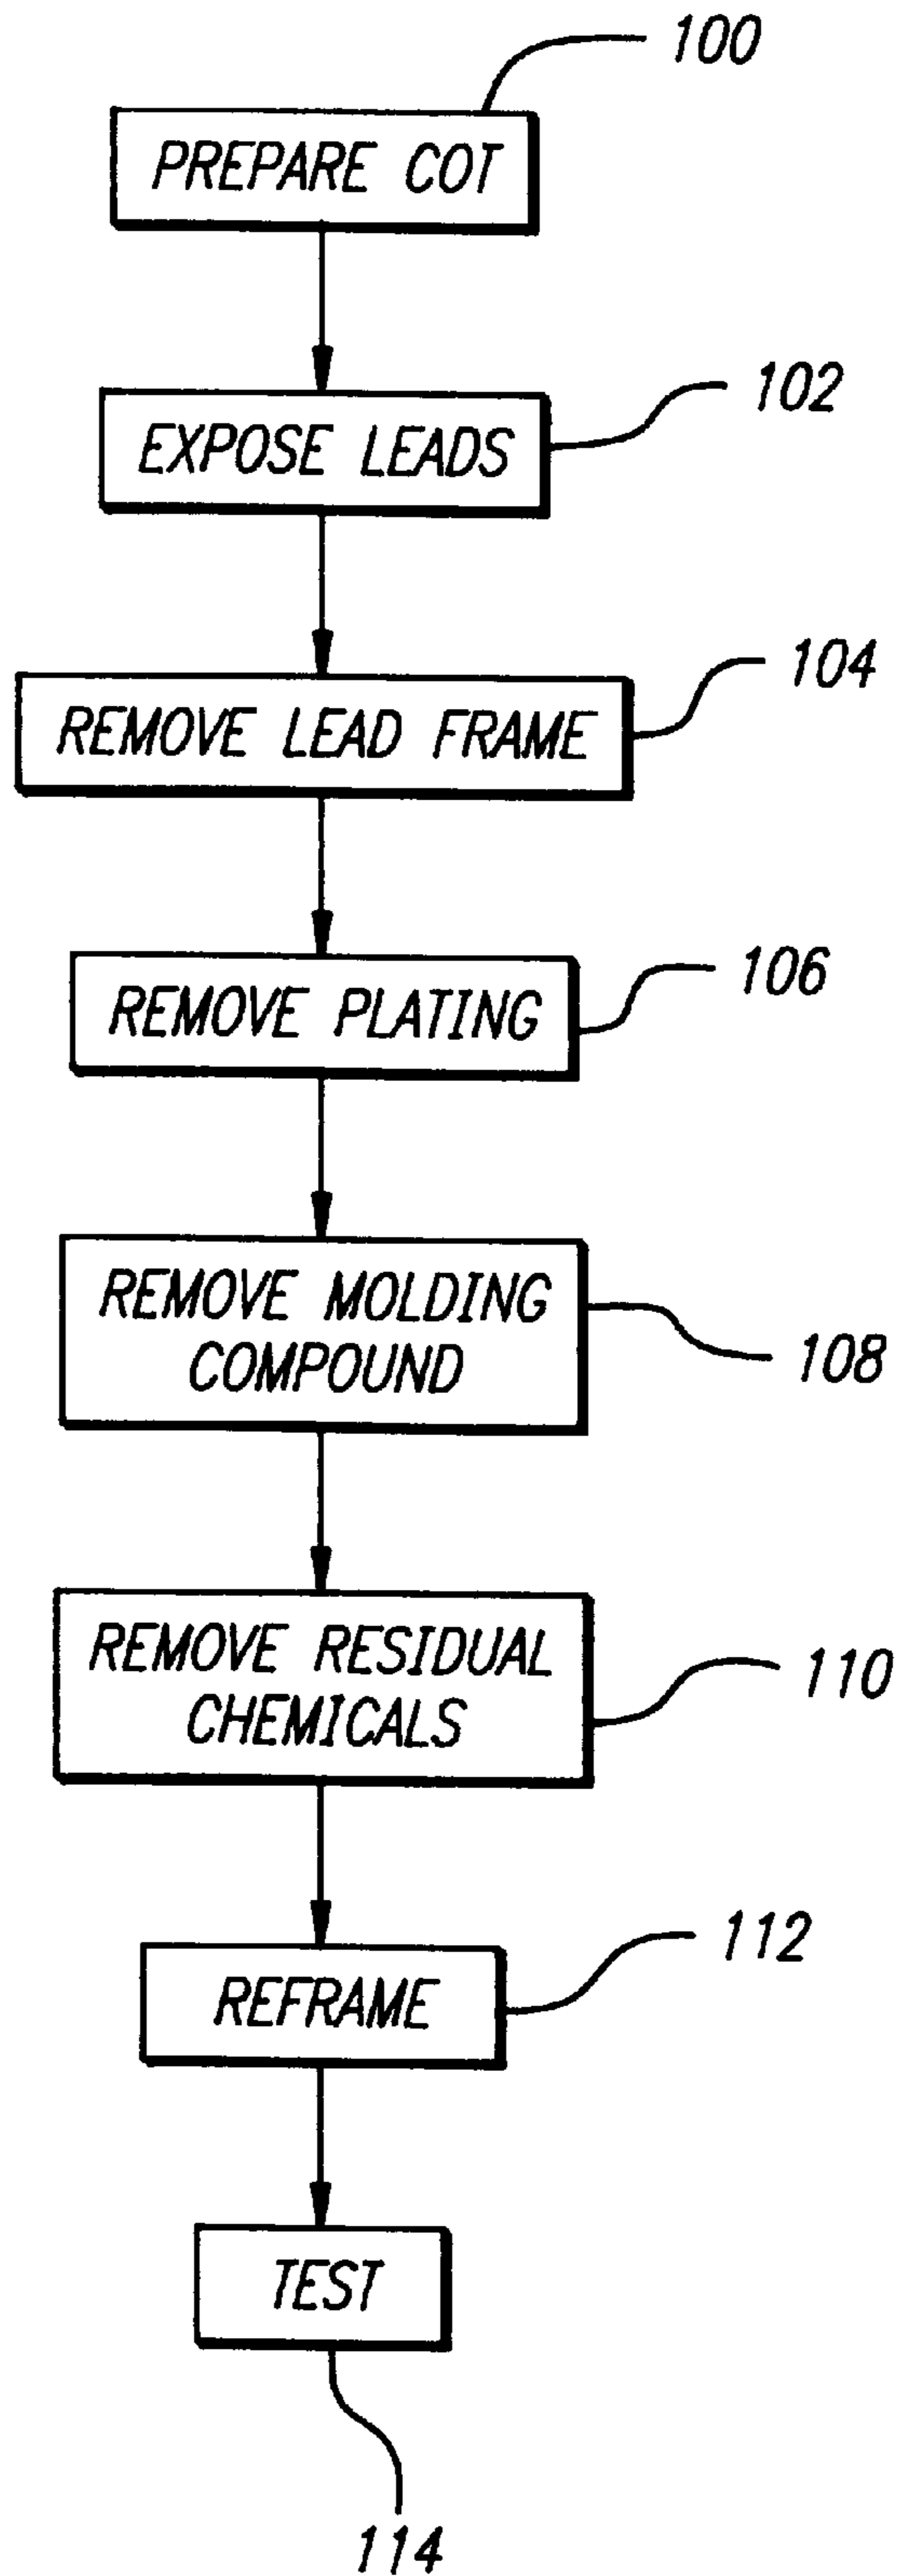 100
PREPARE COT
102
EXPOSE LEADS
104
REMOVE LEAD FRAME
106
REMOVE PLATING
REMOVE MOLDING
COMPOUND
108
REMOVE RESIDUAL
CHEMICALS
110
112
REFRAME
TEST
114